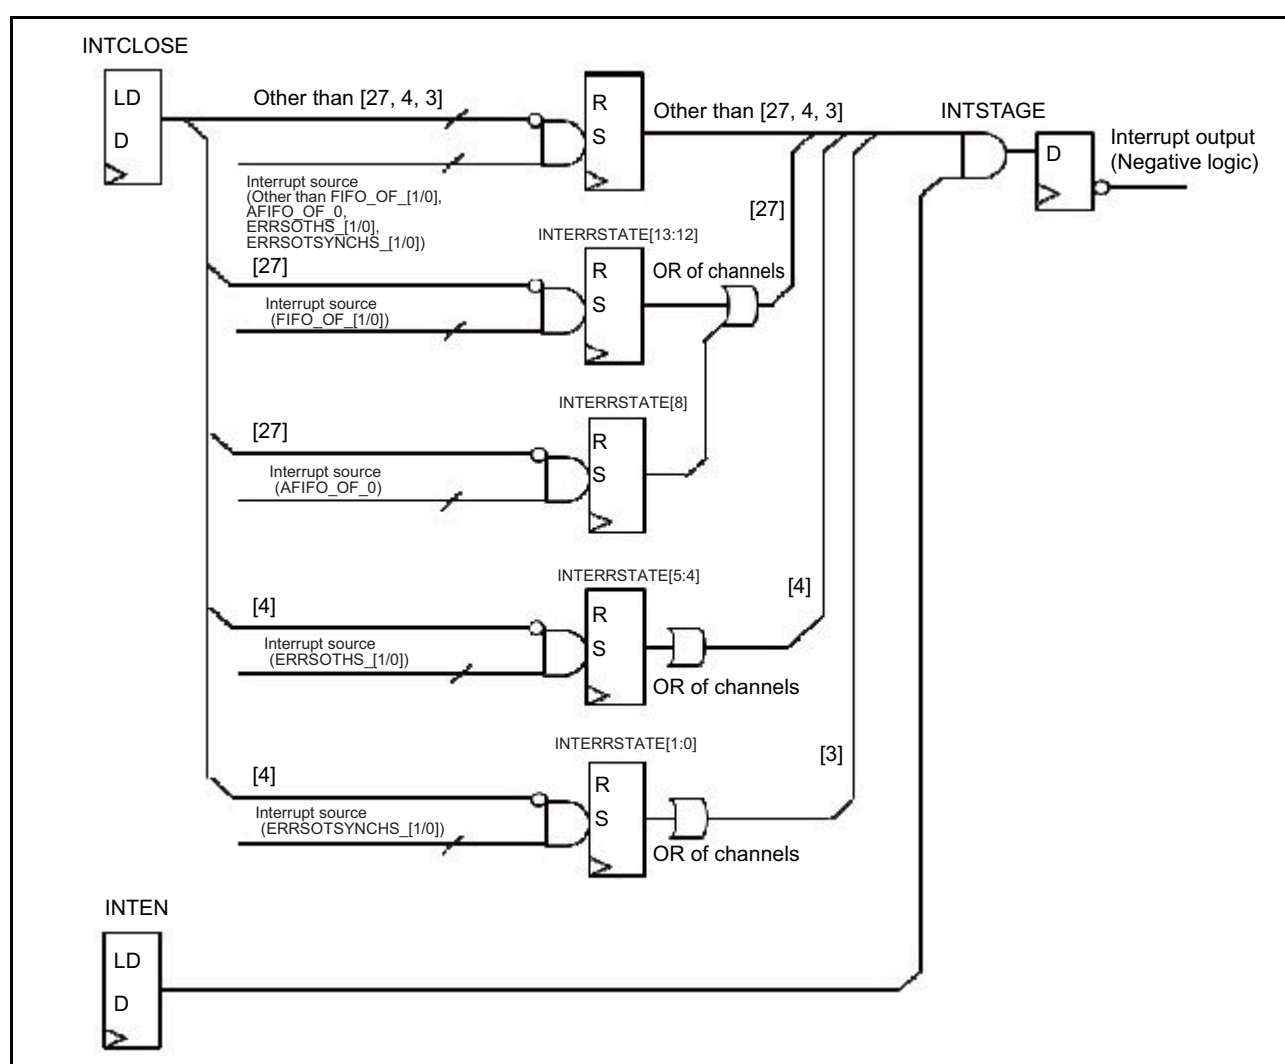 INTCLOSE
LD
D
Other than [27, 4, 3]
Interrupt source
(Other than FIFO_OF_[1/0],
AFIFO_OF_0,
ERRSOTHS_[1/0],
ERRSOTSYNCHS_[1/0])
R
S
Other than [27, 4, 3]
INTSTAGE
D
Interrupt output
(Negative logic)
[27]
INTERRSTATE[13:12]
[27]
Interrupt source
(FIFO_OF_[1/0])
R
S
OR of channels
INTERRSTATE[8]
[27]
Interrupt source
(AFIFO_OF_0)
R
S
INTERRSTATE[5:4]
[4]
[4]
Interrupt source
(ERRSOTHS_[1/0])
R
S
OR of channels
INTERRSTATE[1:0]
[3]
[4]
Interrupt source
(ERRSOTSYNCHS_[1/0])
R
S
OR of channels
INTEN
LD
D